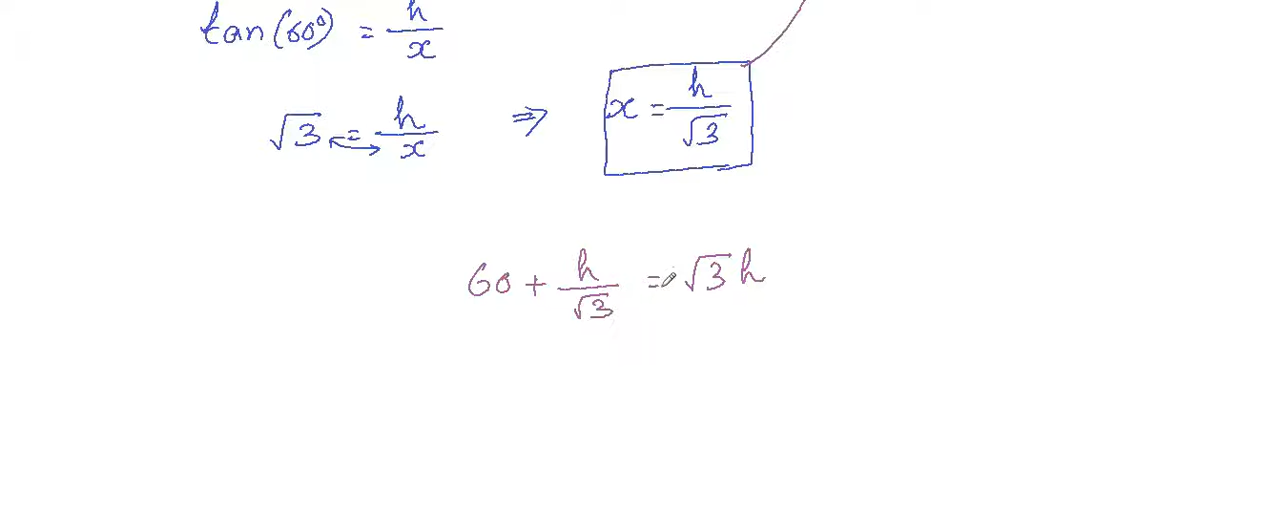 tan(60°) = h/x
√3 = h/x ⇒ x = h/√3
60 + h/√3 = √3 h